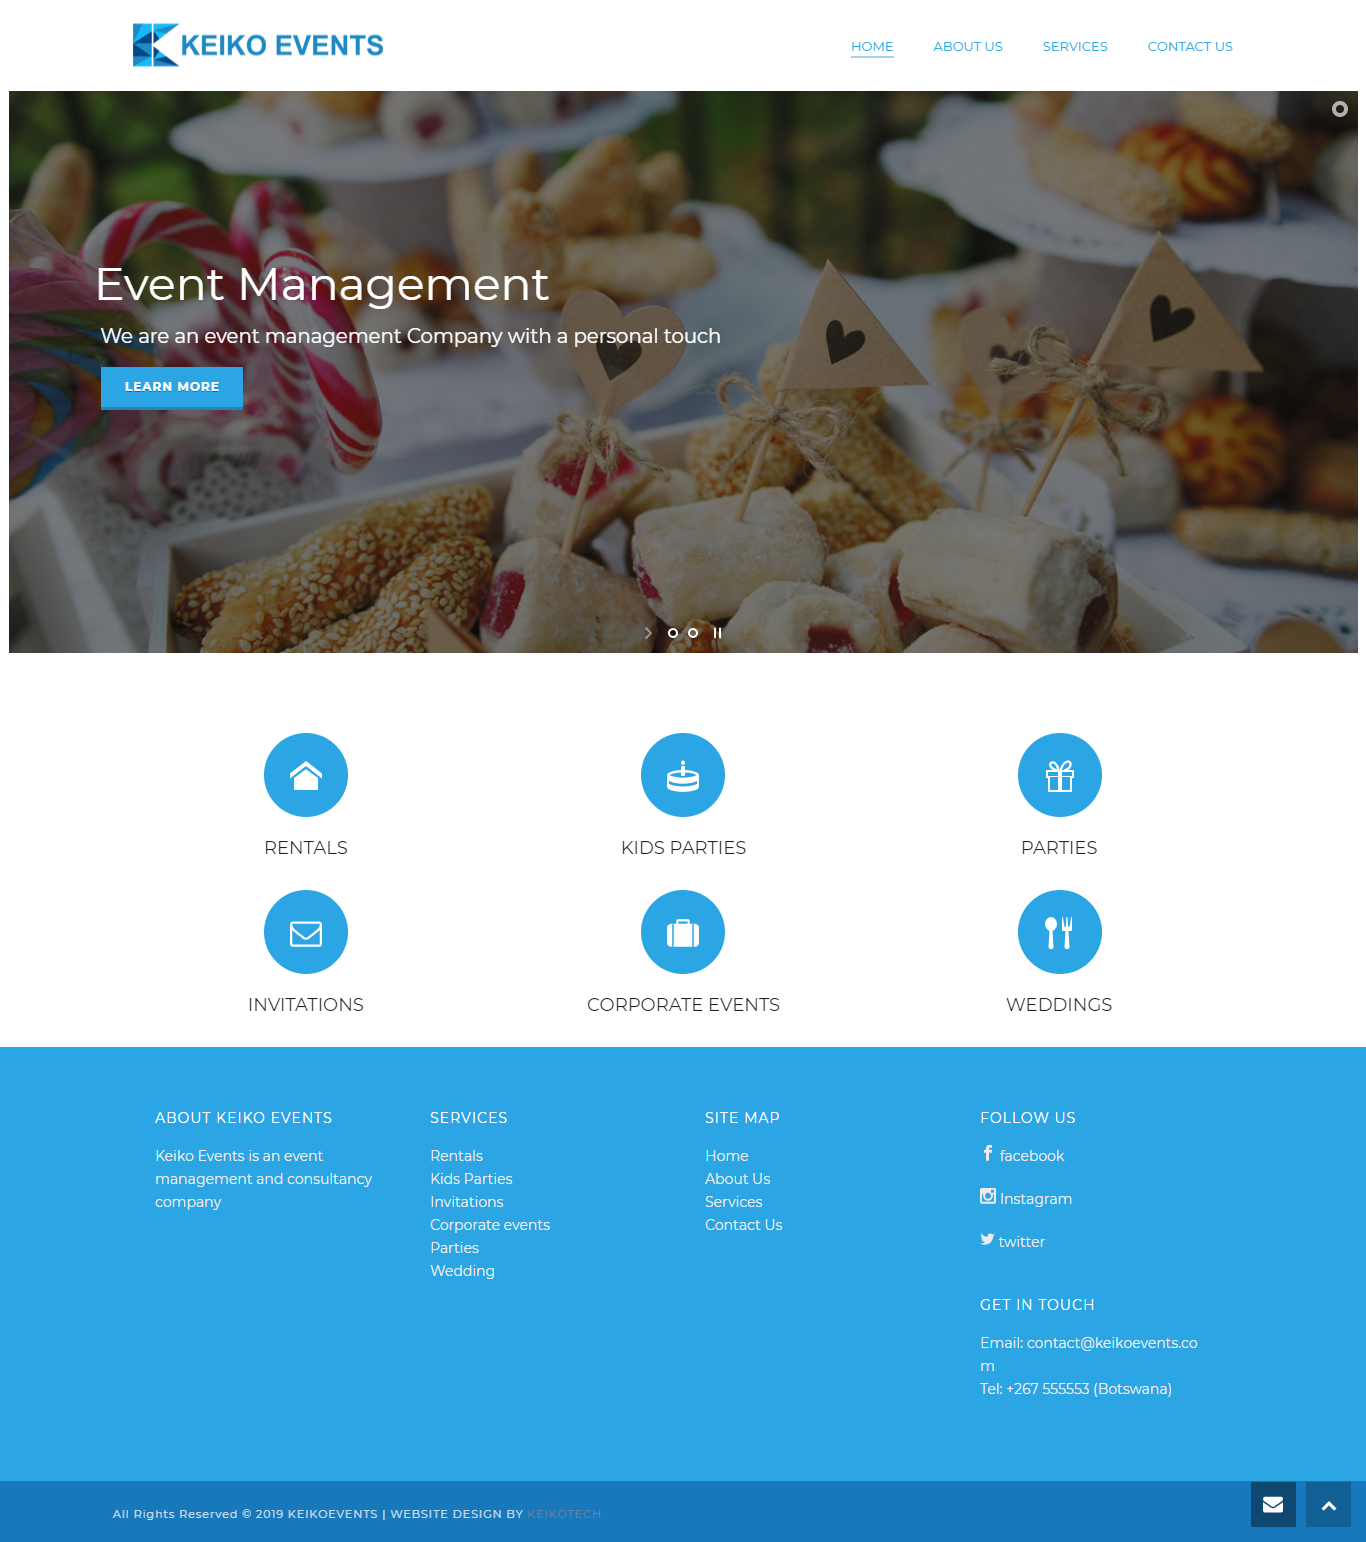 KEIKO EVENTS
HOME ABOUT US SERVICES CONTACT US
Event Management
We are an event management Company with a personal touch
LEARN MORE
RENTALS
KIDS PARTIES
PARTIES
INVITATIONS
CORPORATE EVENTS
WEDDINGS
ABOUT KEIKO EVENTS
Keiko Events is an event
management and consultancy
company
SERVICES
Rentals
Kids Parties
Invitations
Corporate events
Parties
Wedding
SITE MAP
Home
About Us
Services
Contact Us
FOLLOW US
facebook
Instagram
twitter
GET IN TOUCH
Email: contact@keikoevents.co
m
Tel: +267 555553 (Botswana)
All Rights Reserved © 2019 KEIKOEVENTS | WEBSITE DESIGN BY KEIKOTECH